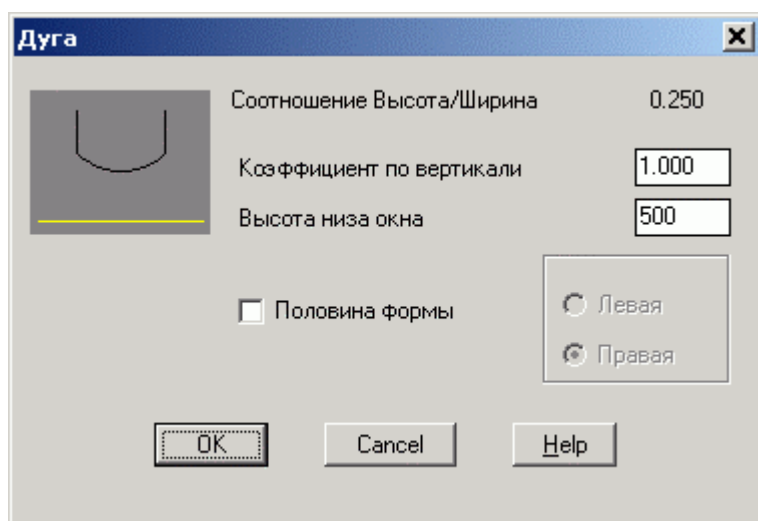 Дуга
Соотношение Высота/Ширина 0.250
Коэффициент по вертикали 1.000
Высота низа окна 500
Половина формы
Левая
Правая
OK Cancel Help